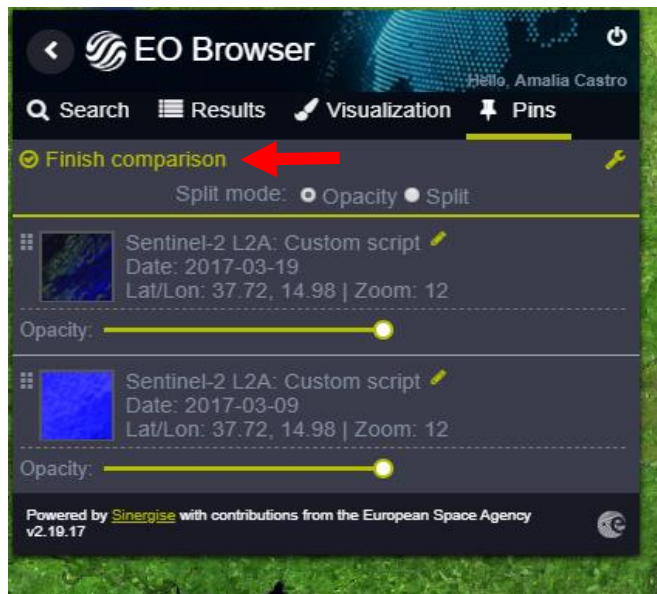 EO Browser
Hello, Amalia Castro
Search Results Visualization Pins
Finish comparison
Split mode: Opacity Split
Sentinel-2 L2A: Custom script
Date: 2017-03-19
Lat/Lon: 37.72, 14.98 | Zoom: 12
Opacity:
Sentinel-2 L2A: Custom script
Date: 2017-03-09
Lat/Lon: 37.72, 14.98 | Zoom: 12
Opacity:
Powered by Sinergise with contributions from the European Space Agency
v2.19.17